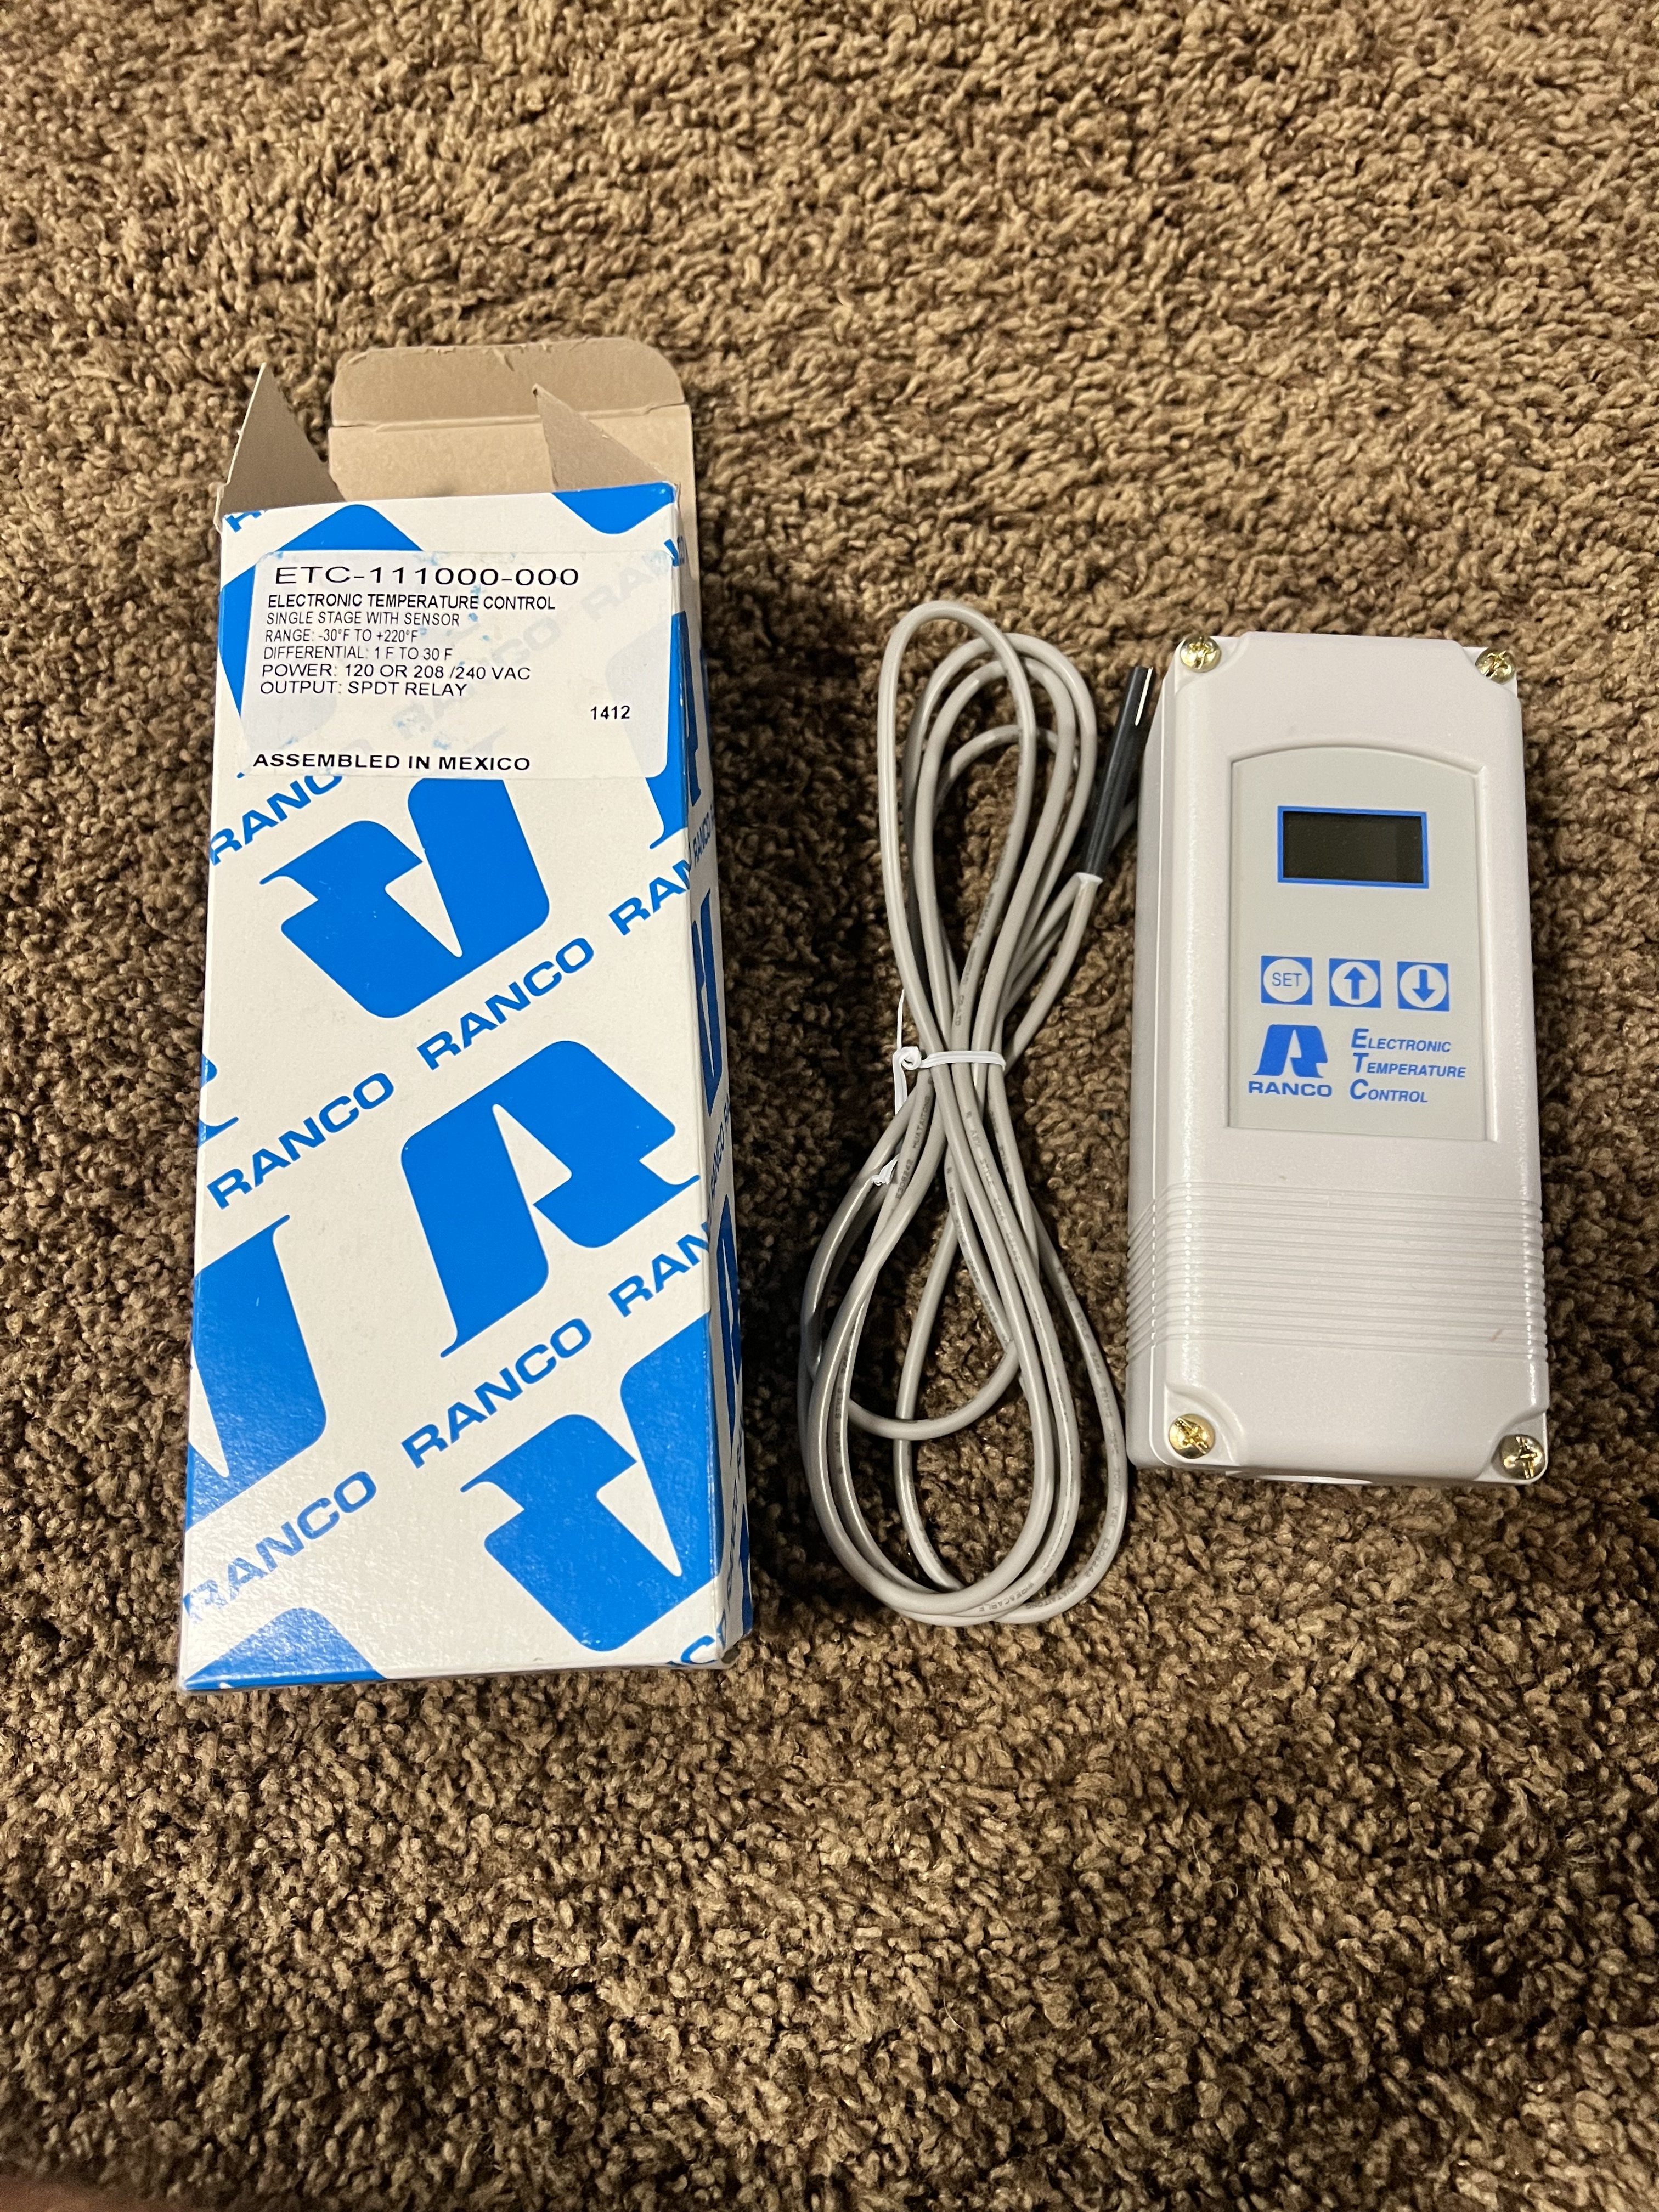 ETC-111000-000
ELECTRONIC TEMPERATURE CONTROL
SINGLE STAGE WITH SENSOR
RANGE: -30°F TO +220°F
DIFFERENTIAL: 1 F TO 30 F
POWER: 120 OR 208 /240 VAC
OUTPUT: SPDT RELAY
1412
ASSEMBLED IN MEXICO
RANCO
RANCO
RANCO
RANCO
RANCO
RANCO
SET
RANCO
ELECTRONIC
TEMPERATURE
CONTROL